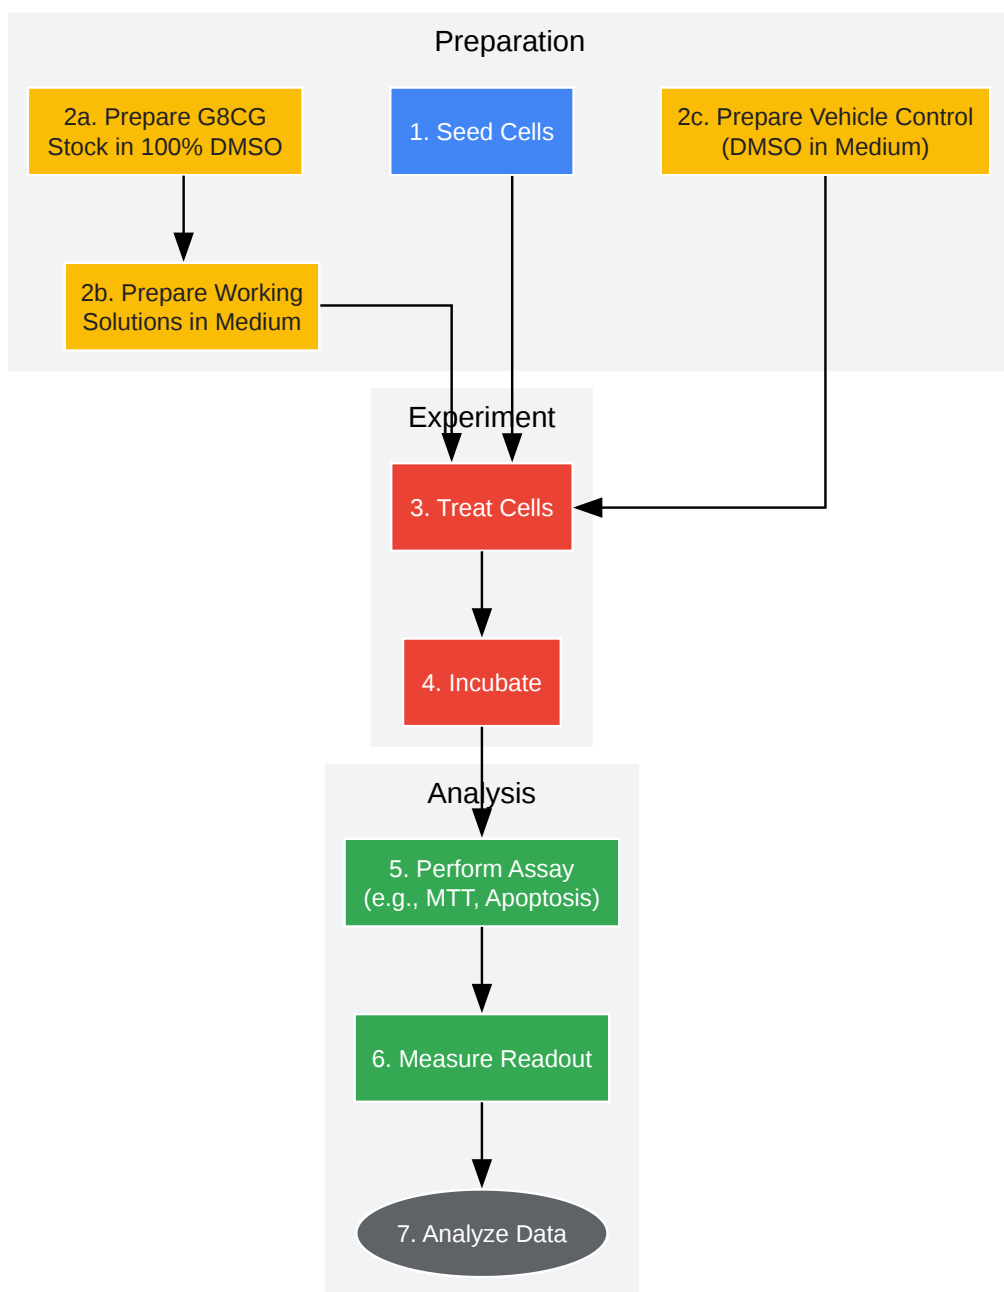 Preparation
2a. Prepare G8CG
Stock in 100% DMSO
1. Seed Cells
2c. Prepare Vehicle Control
(DMSO in Medium)
2b. Prepare Working
Solutions in Medium
Experiment
3. Treat Cells
4. Incubate
Analysis
5. Perform Assay
(e.g., MTT, Apoptosis)
6. Measure Readout
7. Analyze Data